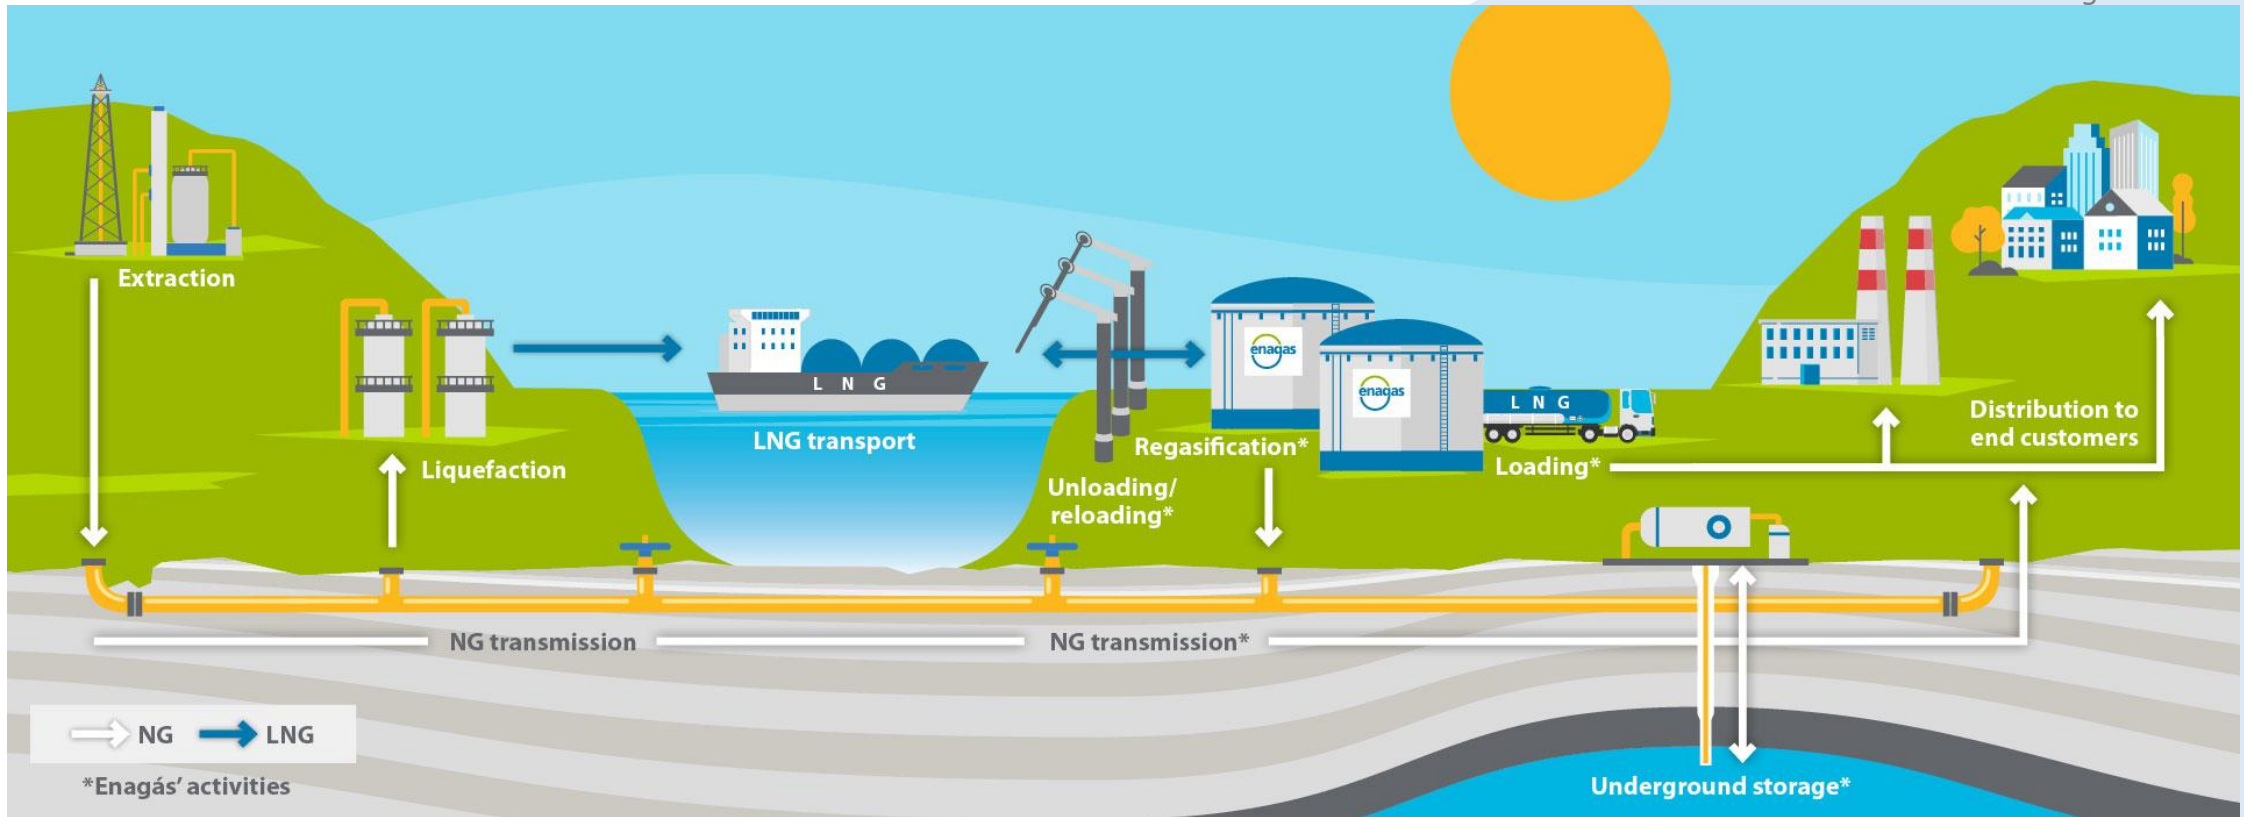 Extraction
Liquefaction
L N G
LNG transport
Unloading/
reloading*
enagas
enagas
Regasification*
L N G
Loading*
Distribution to
end customers
NG transmission
NG transmission*
NG
LNG
*Enagás' activities
Underground storage*